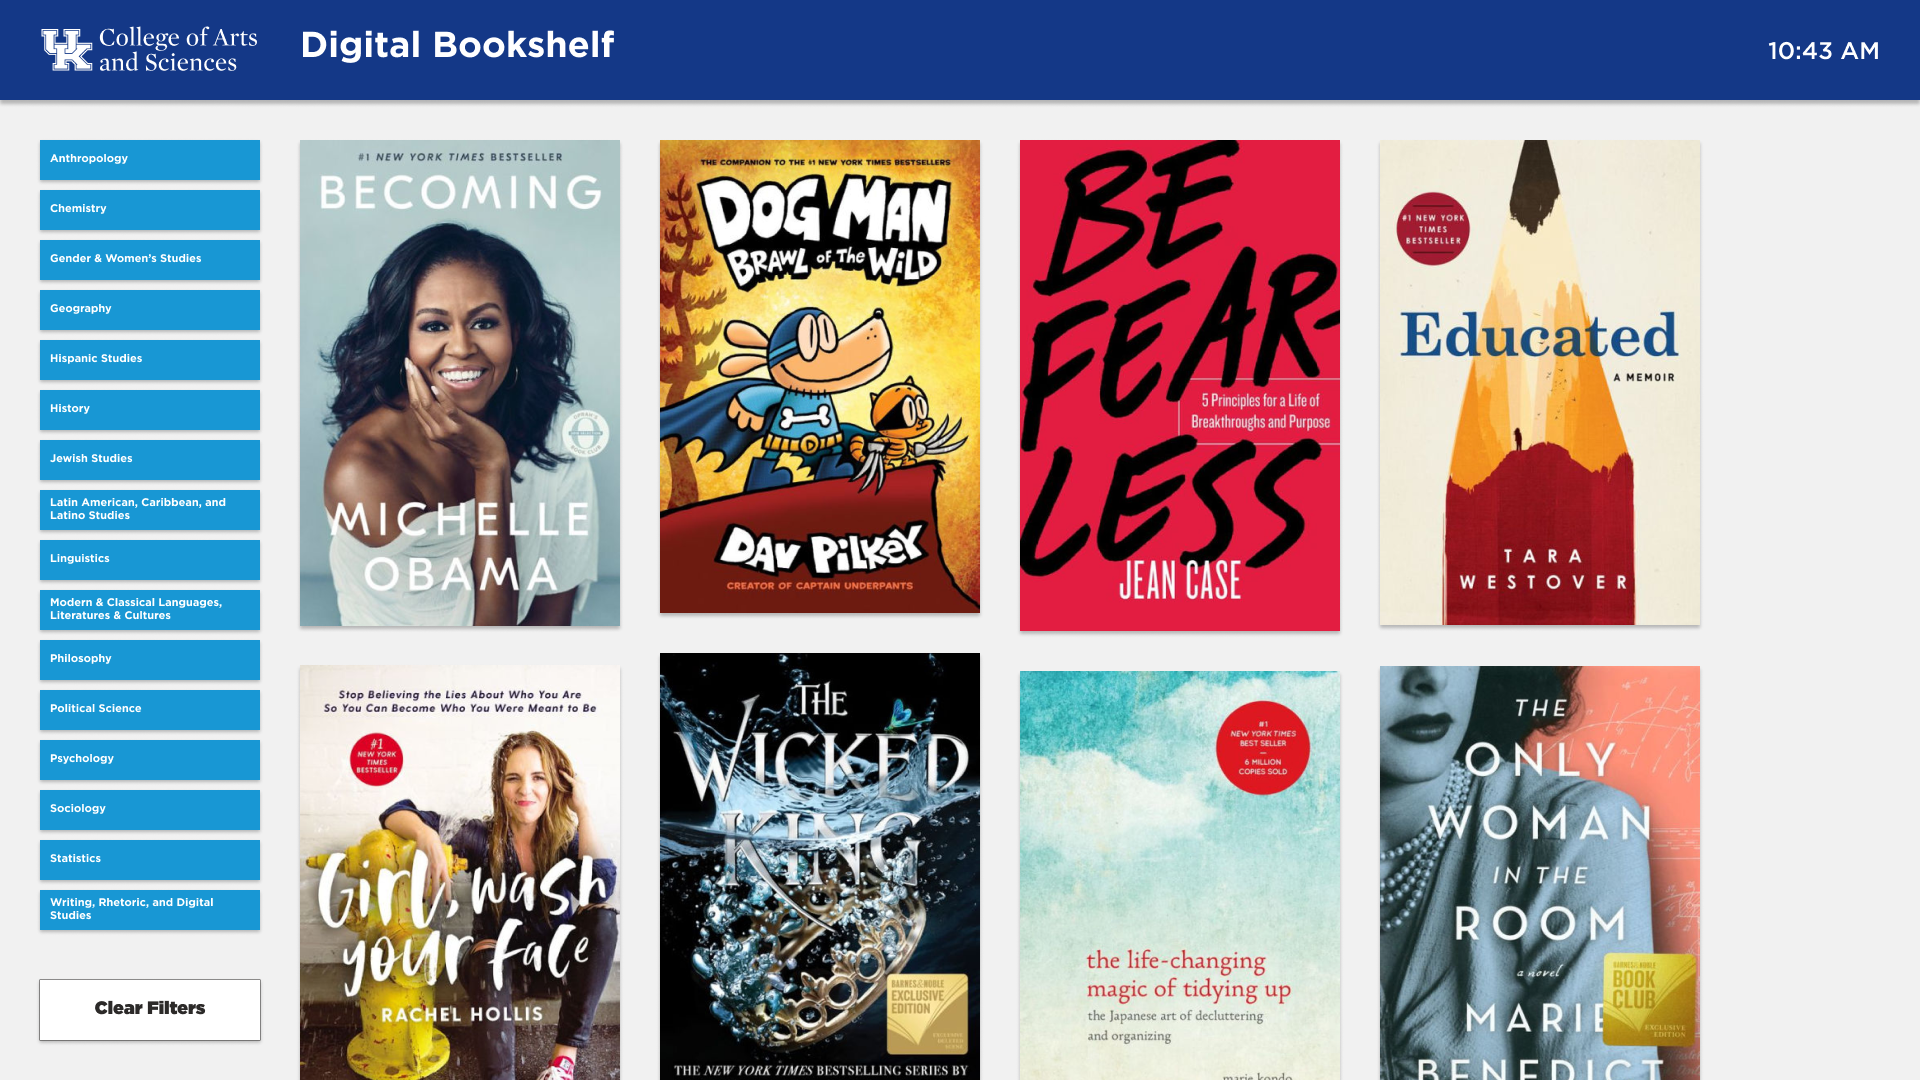 UK
College of Arts
and Sciences
Digital Bookshelf
10:43 AM
Anthropology
Chemistry
Gender & Women's Studies
Geography
Hispanic Studies
History
Jewish Studies
Latin American, Caribbean, and
Latino Studies
Linguistics
Modern & Classical Languages,
Literatures & Cultures
Philosophy
Political Science
Psychology
Sociology
Statistics
Writing, Rhetoric, and Digital
Studies
Clear Filters
#1 NEW YORK TIMES BESTSELLER
BECOMING
MICHELLE
OBAMA
THE COMPANION TO THE #1 NEW YORK TIMES BESTSELLERS
DOG MAN
BRAWL OF THE WILD
DAV PILKEY
CREATOR OF CAPTAIN UNDERPANTS
BE
FEAR-
LESS
5 Principles for a Life of
Breakthroughs and Purpose
JEAN CASE
#1 NEW YORK
TIMES
BESTSELLER
Educated
A MEMOIR
TARA
WESTOVER
Stop Believing the Lies About Who You Are
So You Can Become Who You Were Meant to Be
#1
NEW YORK
TIMES
BESTSELLER
Girl, wash
your face
RACHEL HOLLIS
THE
WICKED
KING
BARNES & NOBLE
EXCLUSIVE
EDITION
THE NEW YORK TIMES BESTSELLING SERIES BY
#1
NEW YORK TIMES
BEST SELLER
6 MILLION
COPIES SOLD
the life-changing
magic of tidying up
the Japanese art of decluttering
and organizing
marie kondo
THE
ONLY
WOMAN
IN THE
ROOM
a novel
BARNES & NOBLE
BOOK
CLUB
EXCLUSIVE
EDITION
MARIE
BENEDICT